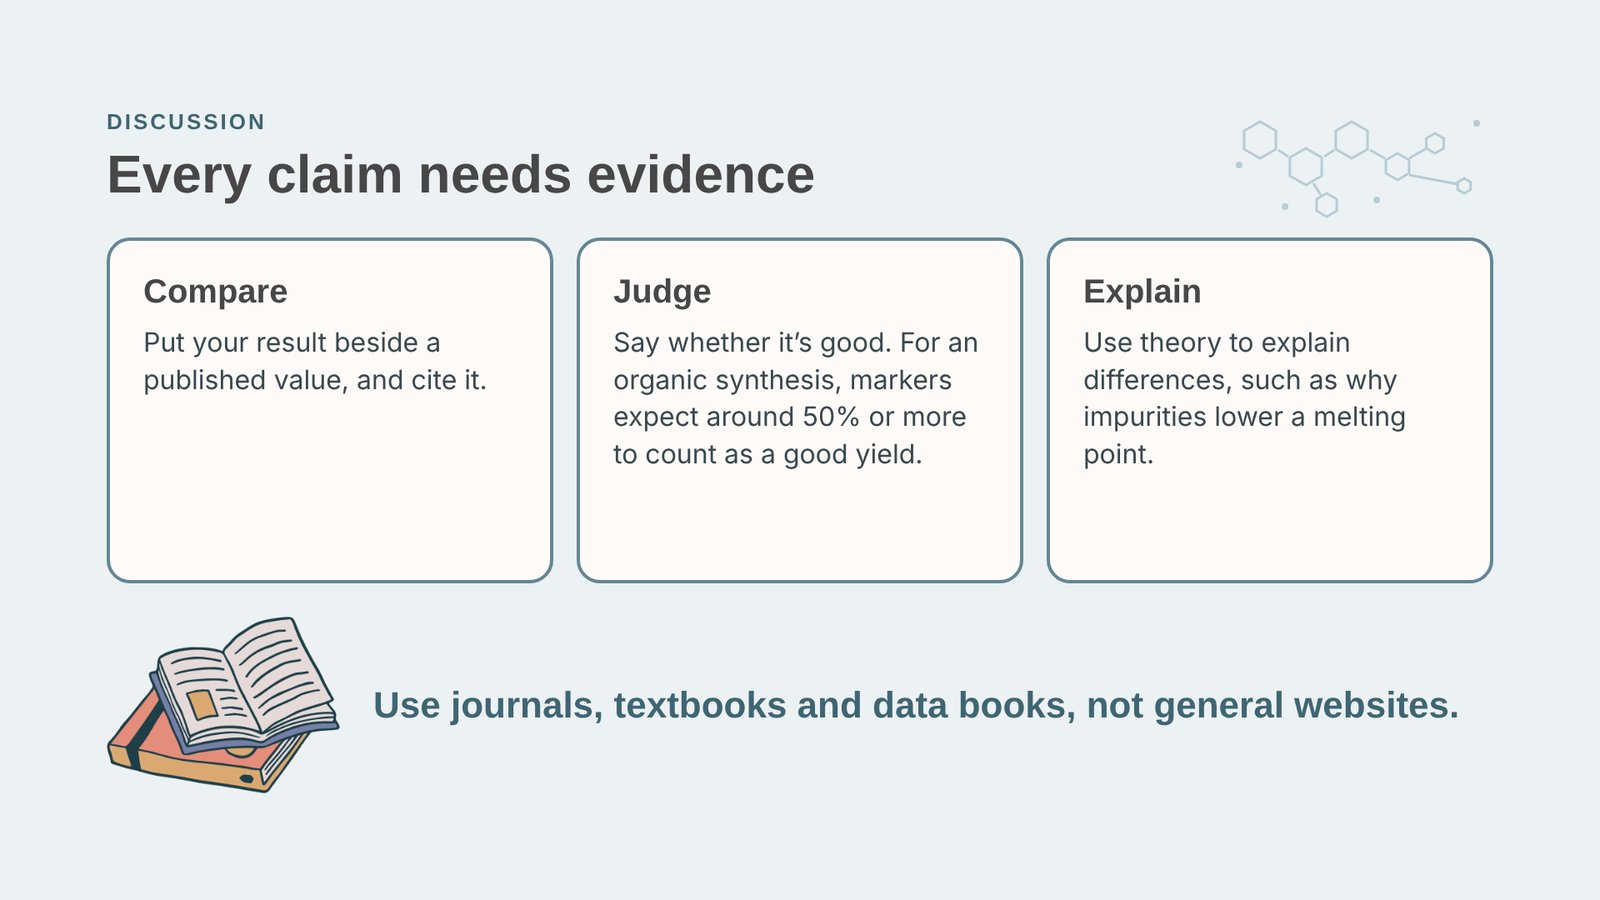 DISCUSSION
Every claim needs evidence
Compare
Put your result beside a
published value, and cite it.
Judge
Say whether it’s good. For an
organic synthesis, markers
expect around 50% or more
to count as a good yield.
Explain
Use theory to explain
differences, such as why
impurities lower a melting
point.
Use journals, textbooks and data books, not general websites.